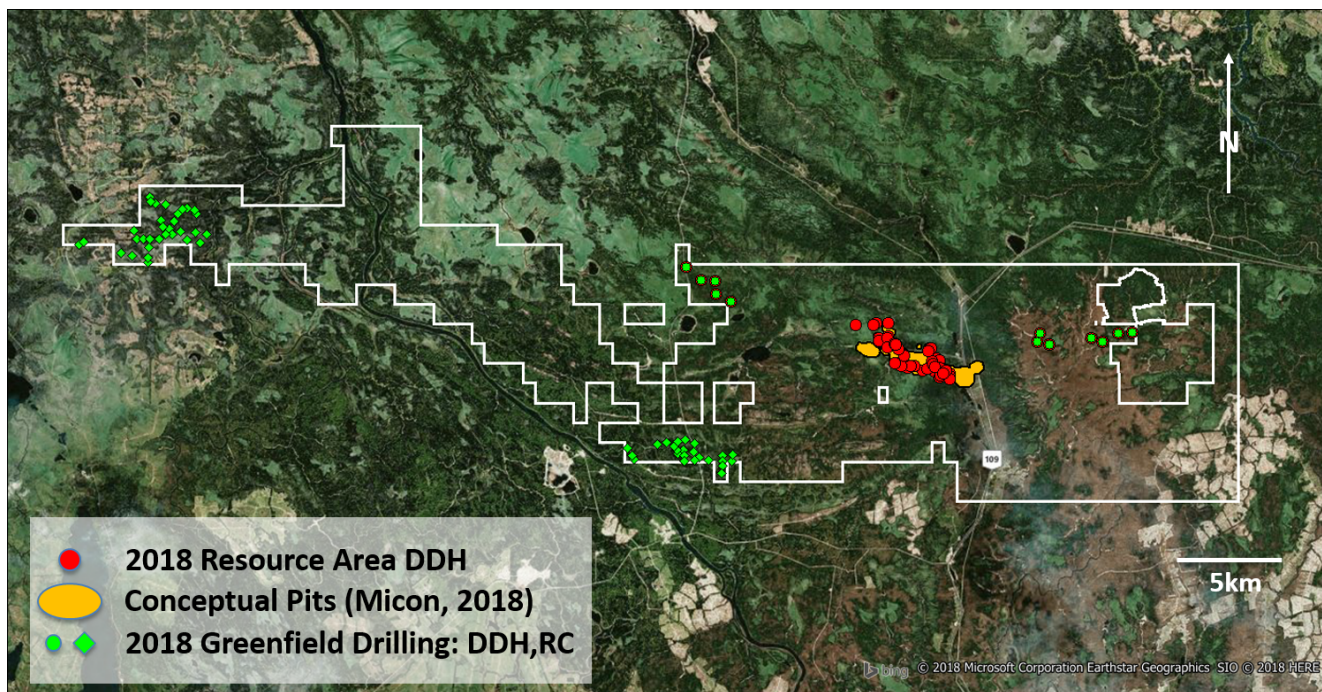 N
109
5km
2018 Resource Area DDH
Conceptual Pits (Micon, 2018)
2018 Greenfield Drilling: DDH,RC
bing © 2018 Microsoft Corporation Earthstar Geographics SIO © 2018 HERE